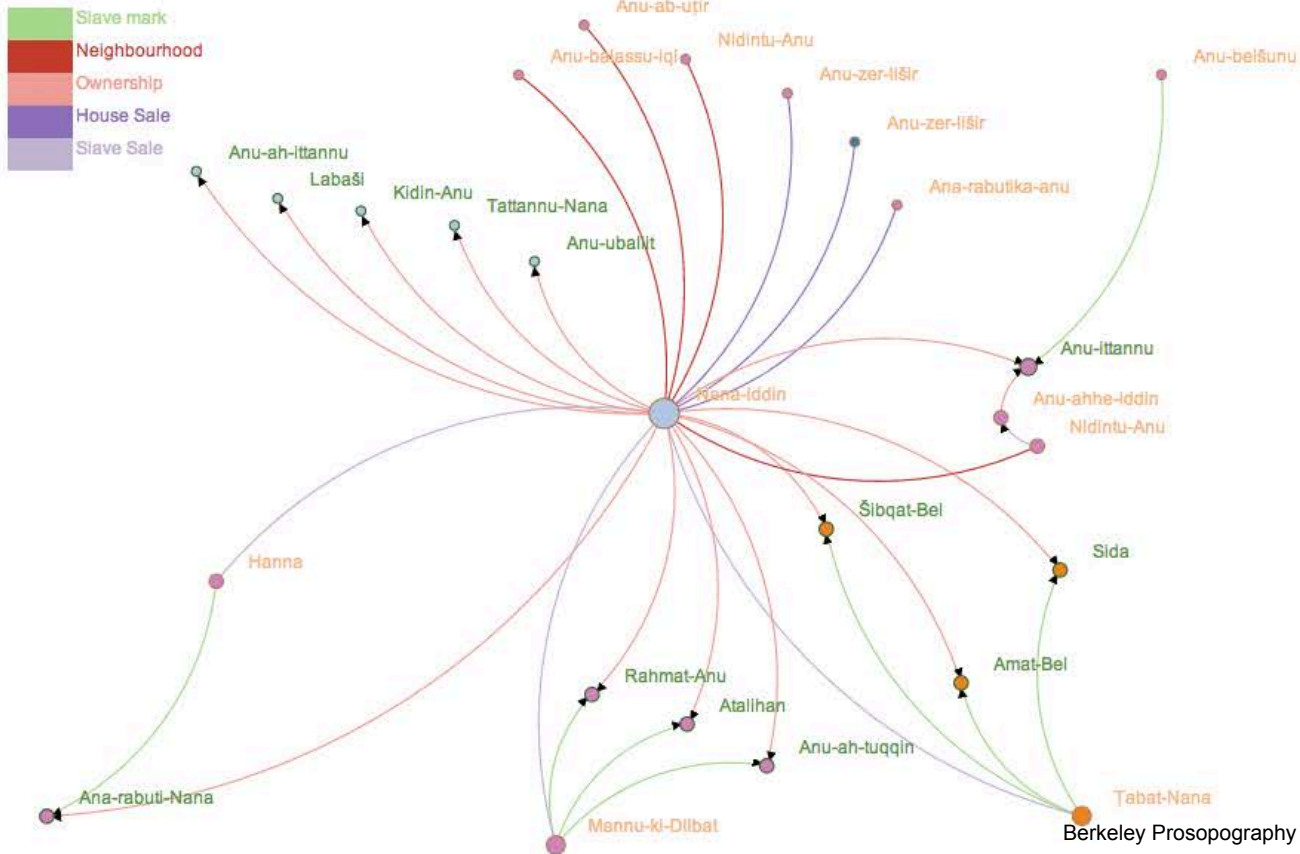 Slave mark
Neighbourhood
Ownership
House Sale
Slave Sale
Anu-ab-uṭir
Anu-balassu-iqi
Nidintu-Anu
Anu-zer-lišir
Anu-zer-lišir
Ana-rabutika-anu
Anu-belšunu
Anu-ah-ittannu
Labaši
Kidin-Anu
Tattannu-Nana
Anu-uballit
Anu-ittannu
Nana-iddin
Anu-ahhe-iddin
Nidintu-Anu
Šibqat-Bel
Sida
Hanna
Amat-Bel
Rahmat-Anu
Atalihan
Anu-ah-tuqqin
Ana-rabuti-Nana
Mannu-ki-Dilbat
Ṭabat-Nana
Berkeley Prosopography